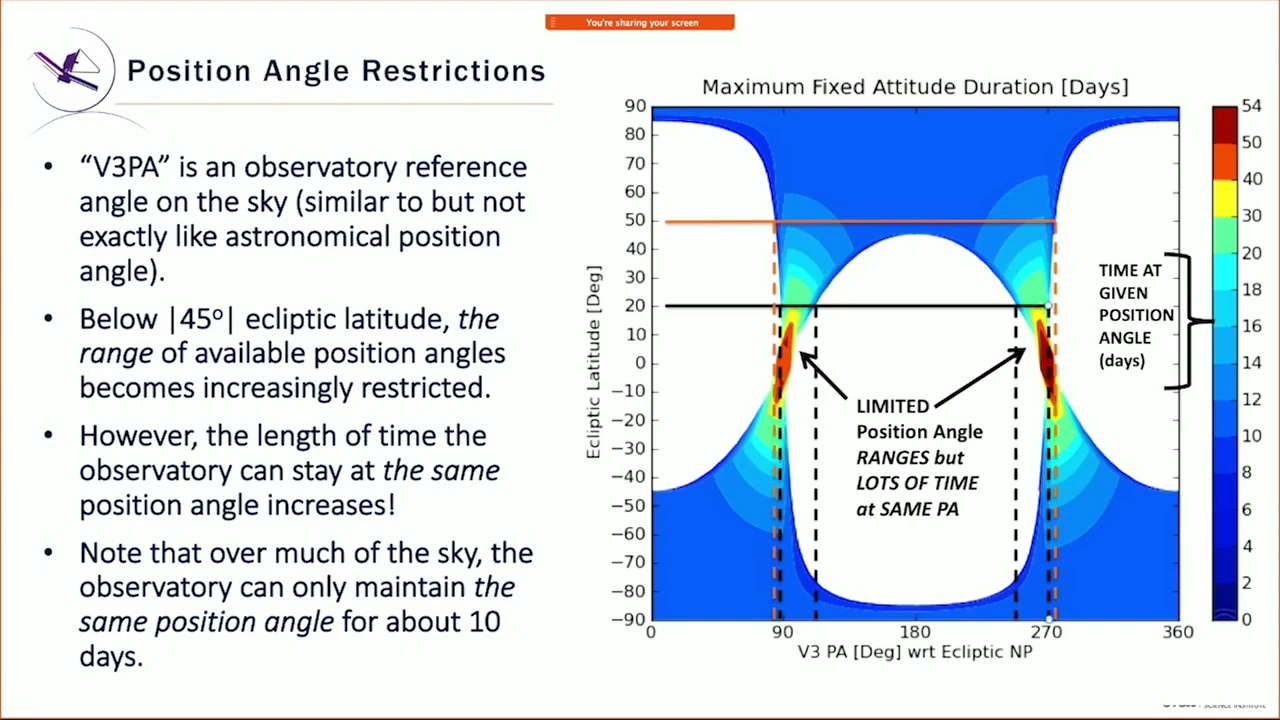 You're sharing your screen
Position Angle Restrictions
• “V3PA” is an observatory reference
angle on the sky (similar to but not
exactly like astronomical position
angle).
• Below |45º| ecliptic latitude, the
range of available position angles
becomes increasingly restricted.
• However, the length of time the
observatory can stay at the same
position angle increases!
• Note that over much of the sky, the
observatory can only maintain the
same position angle for about 10
days.
Maximum Fixed Attitude Duration [Days]
Ecliptic Latitude [Deg]
90
80
70
60
50
40
30
20
10
0
−10
−20
−30
−40
−50
−60
−70
−80
−90
0 90 180 270 360
V3 PA [Deg] wrt Ecliptic NP
LIMITED
Position Angle
RANGES but
LOTS OF TIME
at SAME PA
TIME AT
GIVEN
POSITION
ANGLE
(days)
54
50
40
30
20
18
16
14
12
10
8
6
4
2
0
SCIENCE INSTITUTE